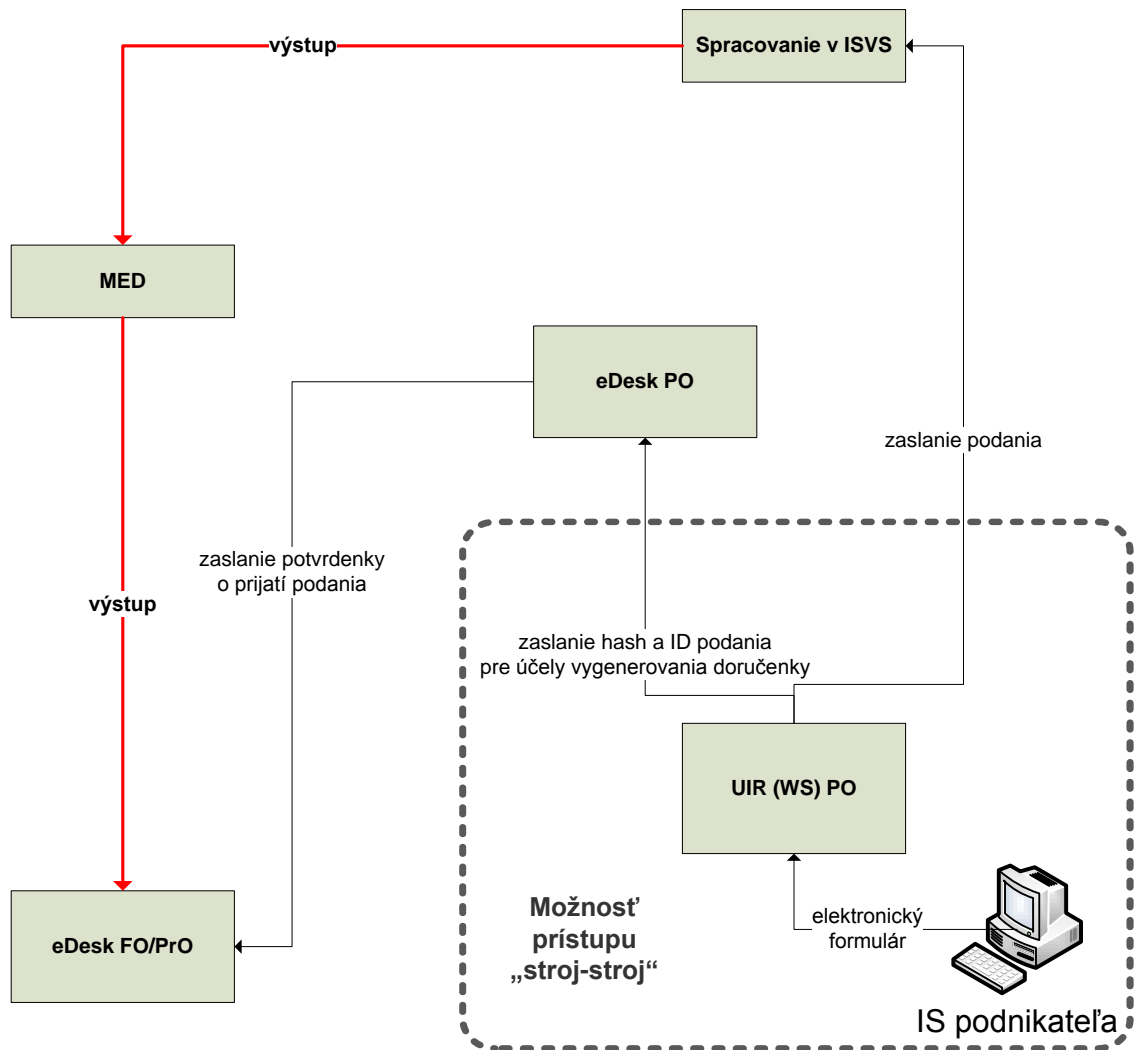 výstup
Spracovanie v ISVS
MED
eDesk PO
zaslanie podania
zaslanie potvrdenky
o prijatí podania
výstup
zaslanie hash a ID podania
pre účely vygenerovania doručenky
UIR (WS) PO
Možnosť
prístupu
„stroj-stroj“
elektronický
formulár
eDesk FO/PrO
IS podnikateľa